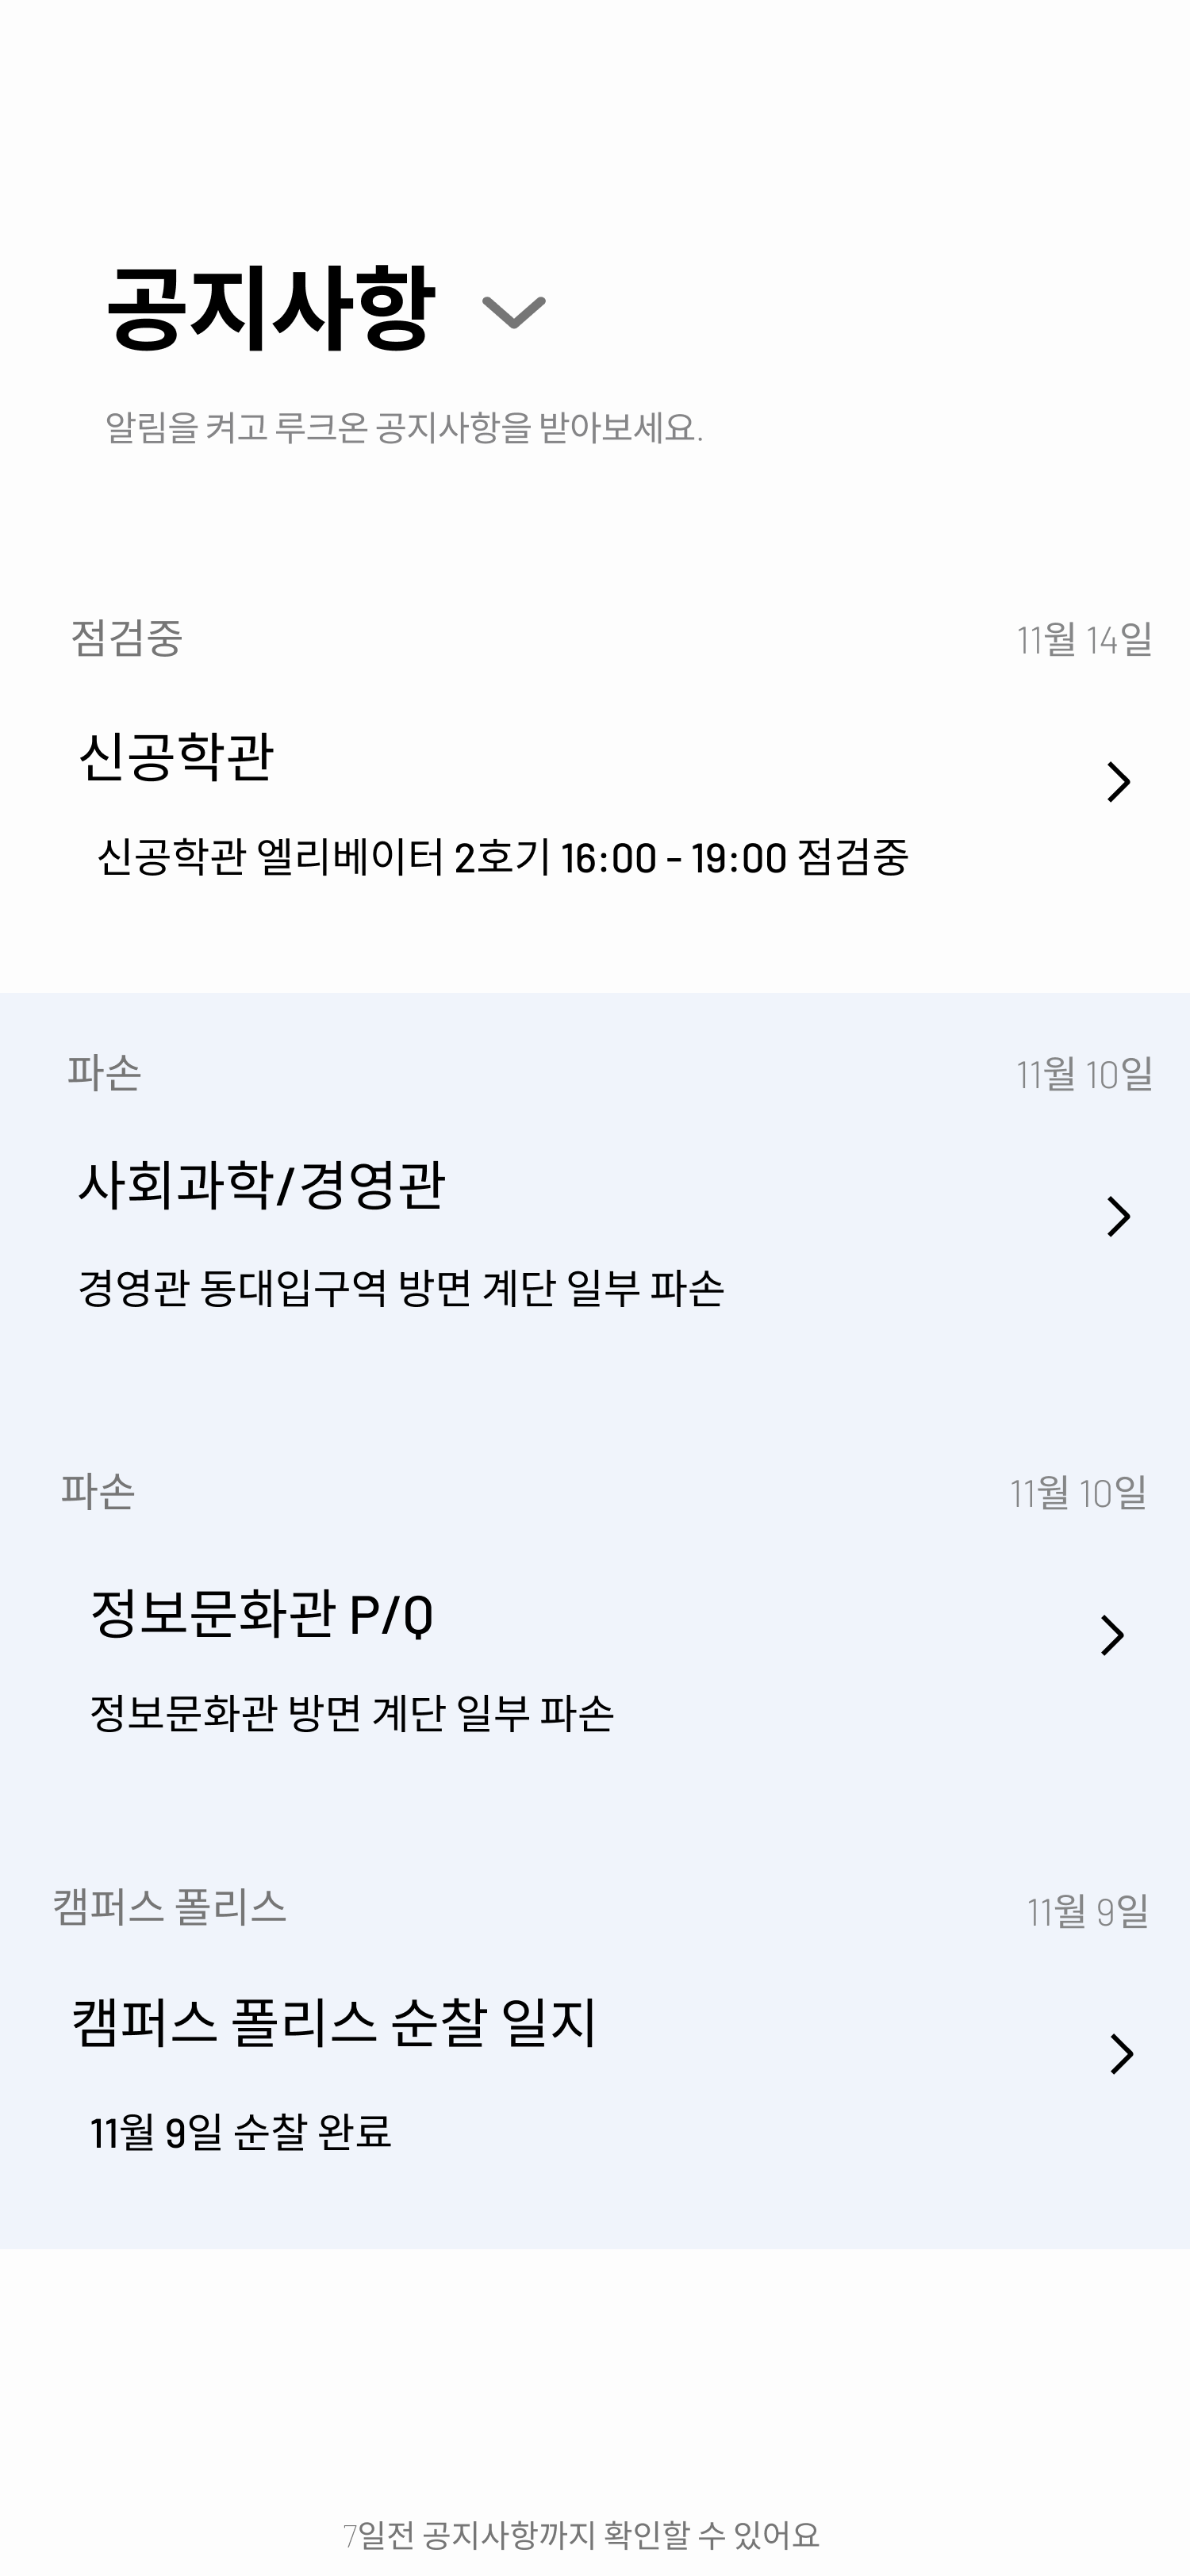 공지사항
알림을 켜고 루크온 공지사항을 받아보세요.
점검중
11월 14일
신공학관
신공학관 엘리베이터 2호기 16:00 - 19:00 점검중
파손
11월 10일
사회과학/경영관
경영관 동대입구역 방면 계단 일부 파손
파손
11월 10일
정보문화관 P/Q
정보문화관 방면 계단 일부 파손
캠퍼스 폴리스
11월 9일
캠퍼스 폴리스 순찰 일지
11월 9일 순찰 완료
7일전 공지사항까지 확인할 수 있어요